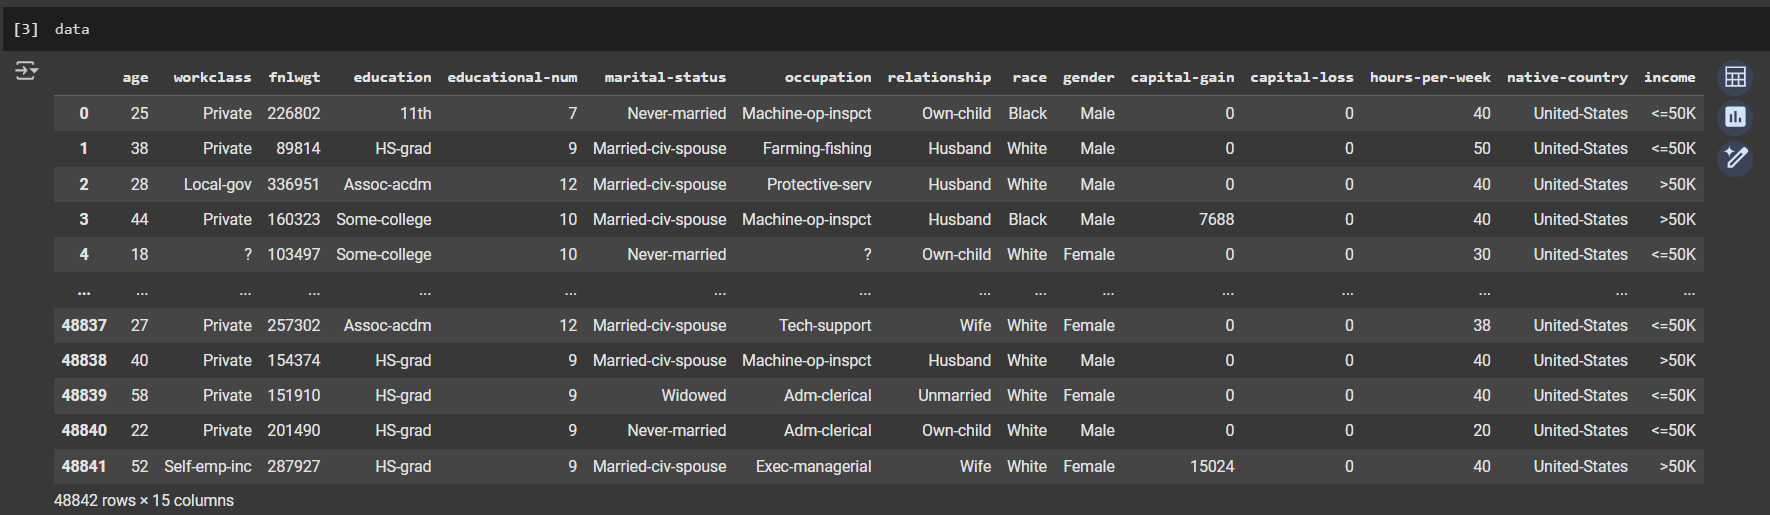 [3] data
age workclass fnlwgt education educational-num marital-status occupation relationship race gender capital-gain capital-loss hours-per-week native-country income
0 25 Private 226802 11th 7 Never-married Machine-op-inspct Own-child Black Male 0 0 40 United-States <=50K
1 38 Private 89814 HS-grad 9 Married-civ-spouse Farming-fishing Husband White Male 0 0 50 United-States <=50K
2 28 Local-gov 336951 Assoc-acdm 12 Married-civ-spouse Protective-serv Husband White Male 0 0 40 United-States >50K
3 44 Private 160323 Some-college 10 Married-civ-spouse Machine-op-inspct Husband Black Male 7688 0 40 United-States >50K
4 18 ? 103497 Some-college 10 Never-married ? Own-child White Female 0 0 30 United-States <=50K
... ... ... ... ... ... ... ... ... ... ... ... ... ... ... ...
48837 27 Private 257302 Assoc-acdm 12 Married-civ-spouse Tech-support Wife White Female 0 0 38 United-States <=50K
48838 40 Private 154374 HS-grad 9 Married-civ-spouse Machine-op-inspct Husband White Male 0 0 40 United-States >50K
48839 58 Private 151910 HS-grad 9 Widowed Adm-clerical Unmarried White Female 0 0 40 United-States <=50K
48840 22 Private 201490 HS-grad 9 Never-married Adm-clerical Own-child White Male 0 0 20 United-States <=50K
48841 52 Self-emp-inc 287927 HS-grad 9 Married-civ-spouse Exec-managerial Wife White Female 15024 0 40 United-States >50K
48842 rows × 15 columns